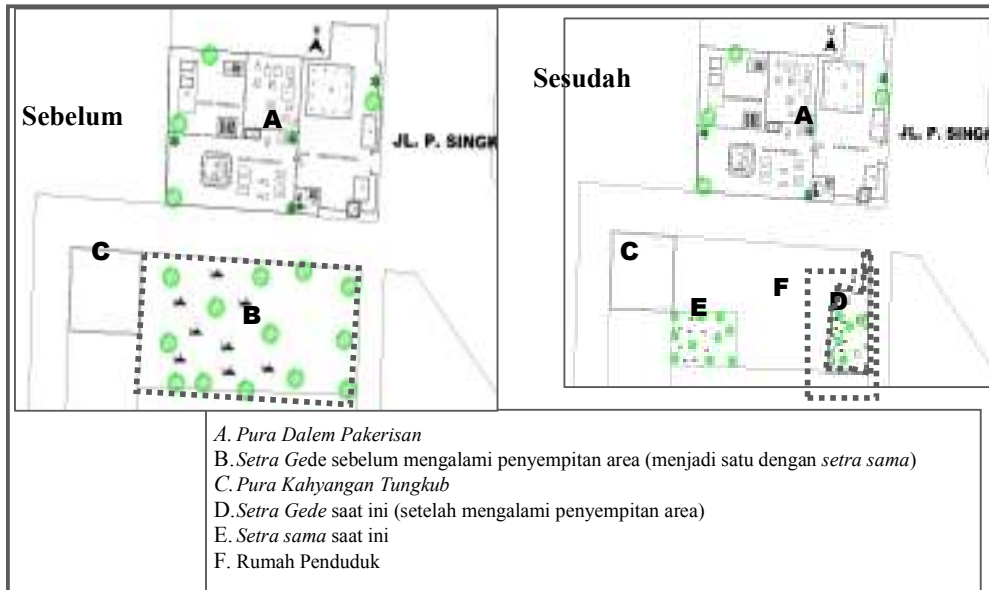 Sebelum
A
JL. P. SINGK
C
B
Sesudah
A
JL. P. SINGK
C
E
F
D
A. Pura Dalem Pakerisan
B. Setra Gede sebelum mengalami penyempitan area (menjadi satu dengan setra sama)
C. Pura Kahyangan Tungkub
D. Setra Gede saat ini (setelah mengalami penyempitan area)
E. Setra sama saat ini
F. Rumah Penduduk